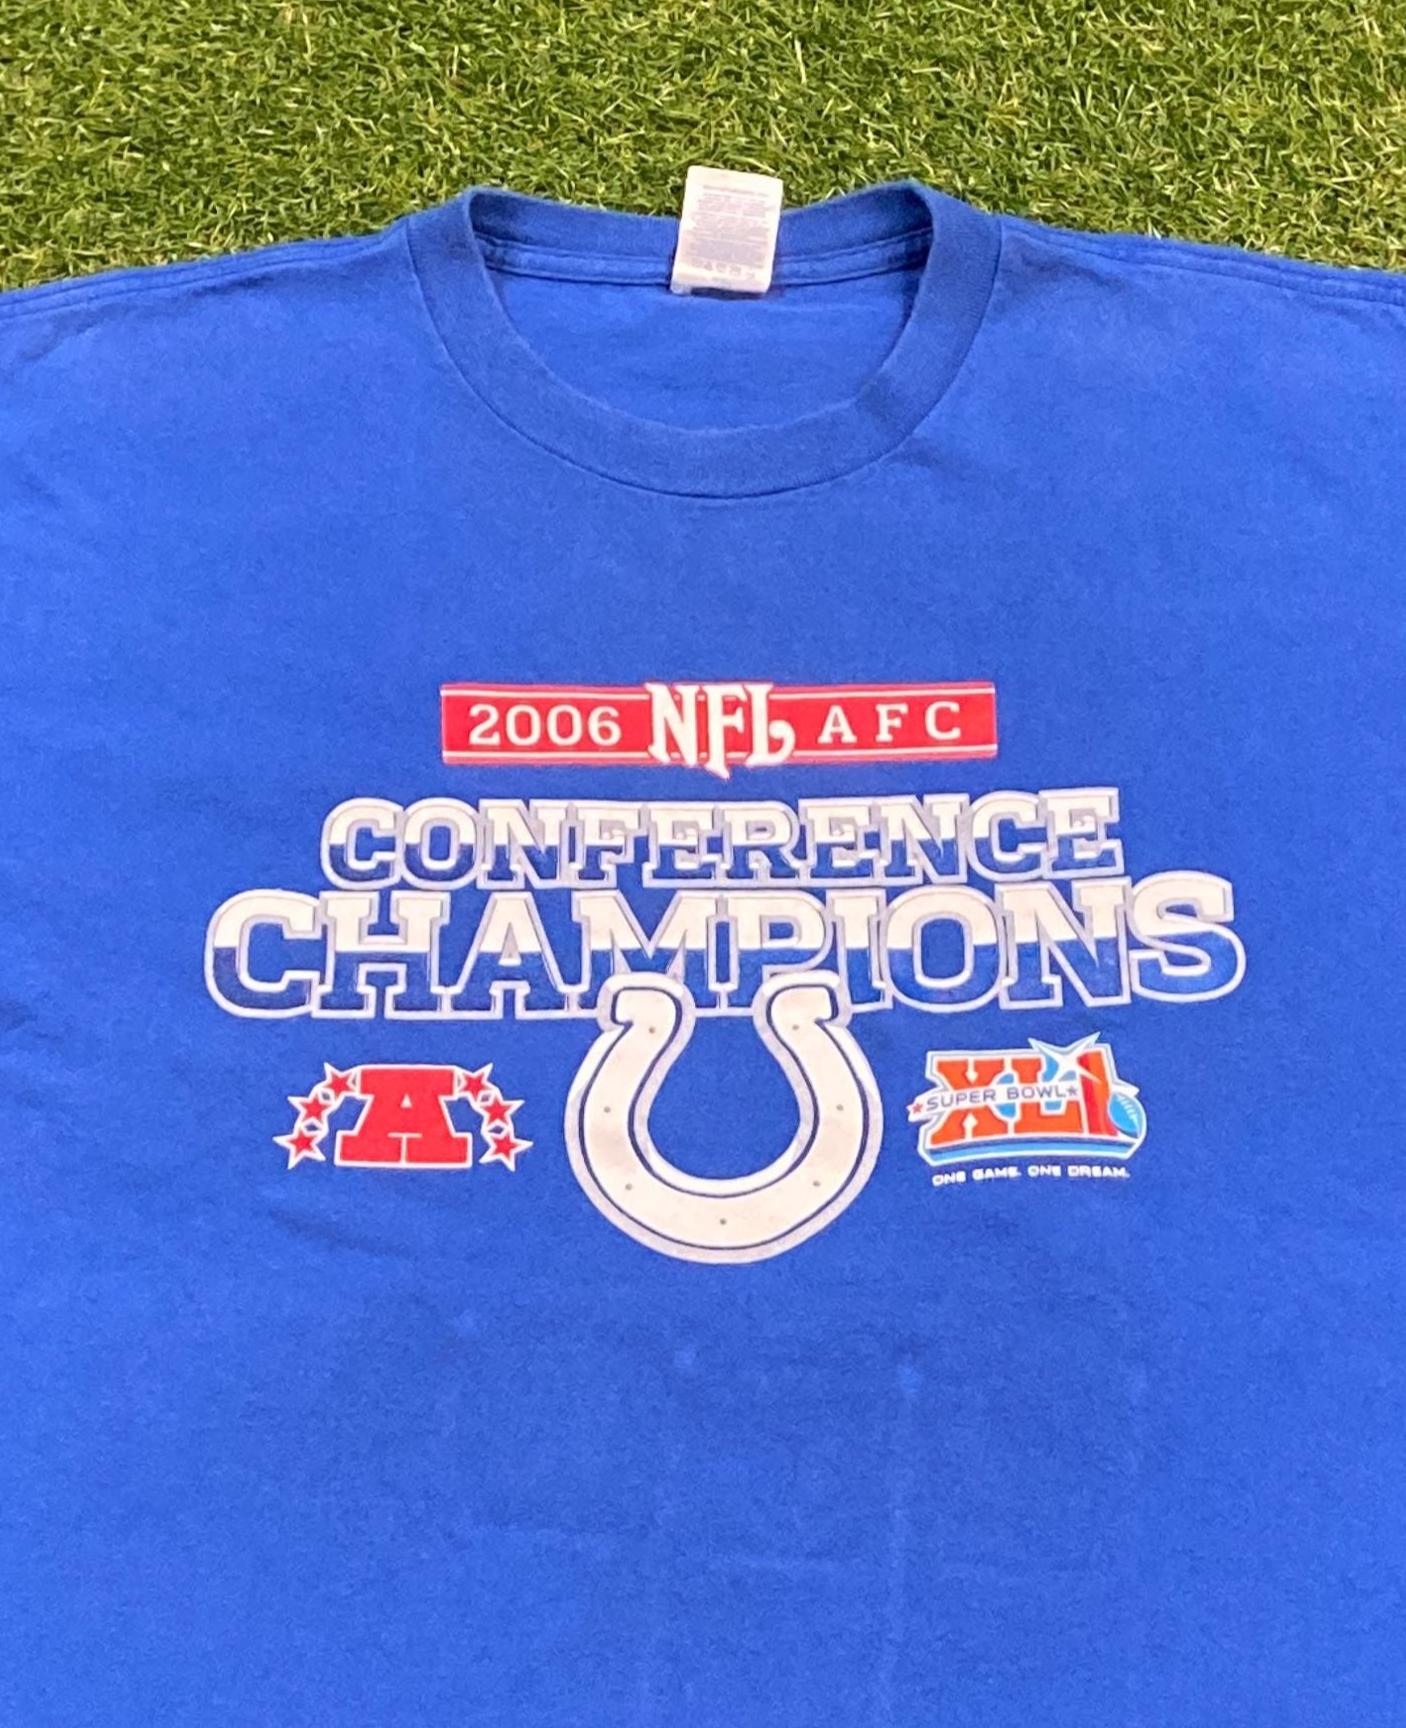 2006 NFL AFC
CONFERENCE
CHAMPIONS
A
XLI
SUPER BOWL
ONE GAME. ONE DREAM.